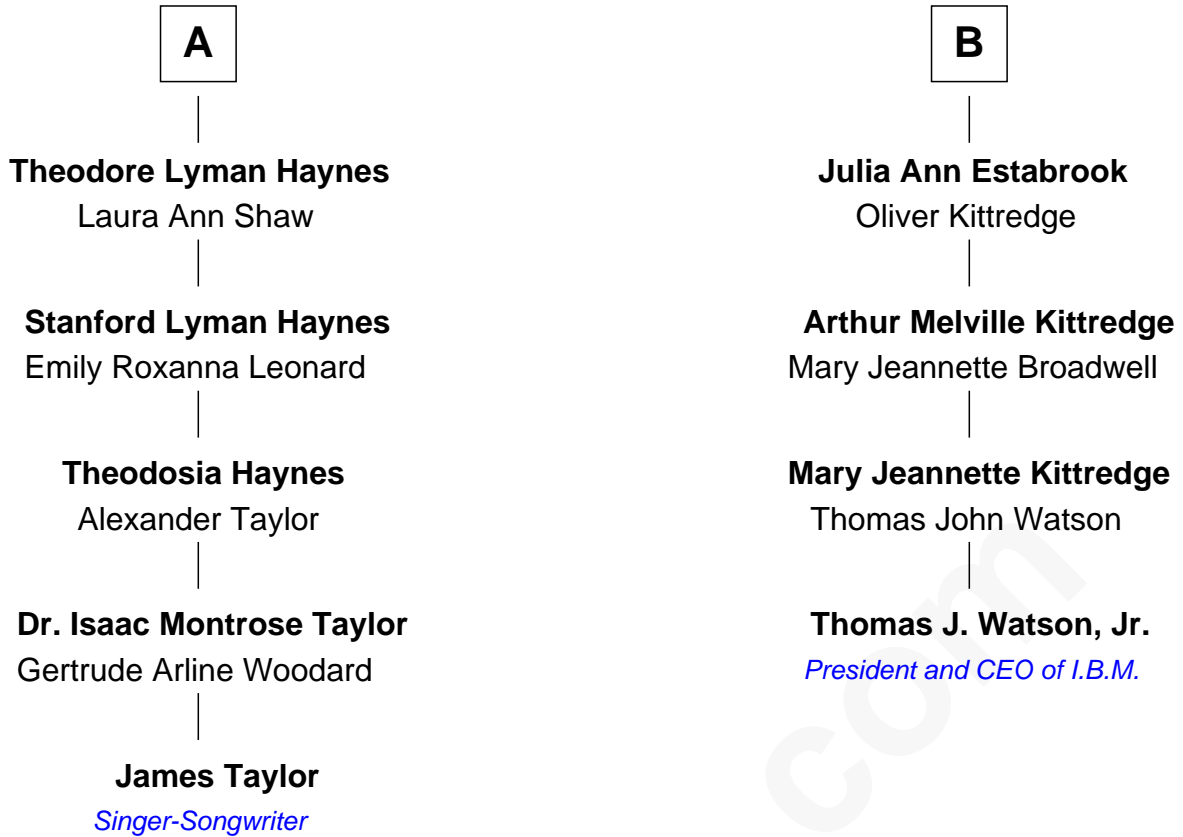 A
Theodore Lyman Haynes
Laura Ann Shaw
Stanford Lyman Haynes
Emily Roxanna Leonard
Theodosia Haynes
Alexander Taylor
Dr. Isaac Montrose Taylor
Gertrude Arline Woodard
James Taylor
Singer-Songwriter
B
Julia Ann Estabrook
Oliver Kittredge
Arthur Melville Kittredge
Mary Jeannette Broadwell
Mary Jeannette Kittredge
Thomas John Watson
Thomas J. Watson, Jr.
President and CEO of I.B.M.
com